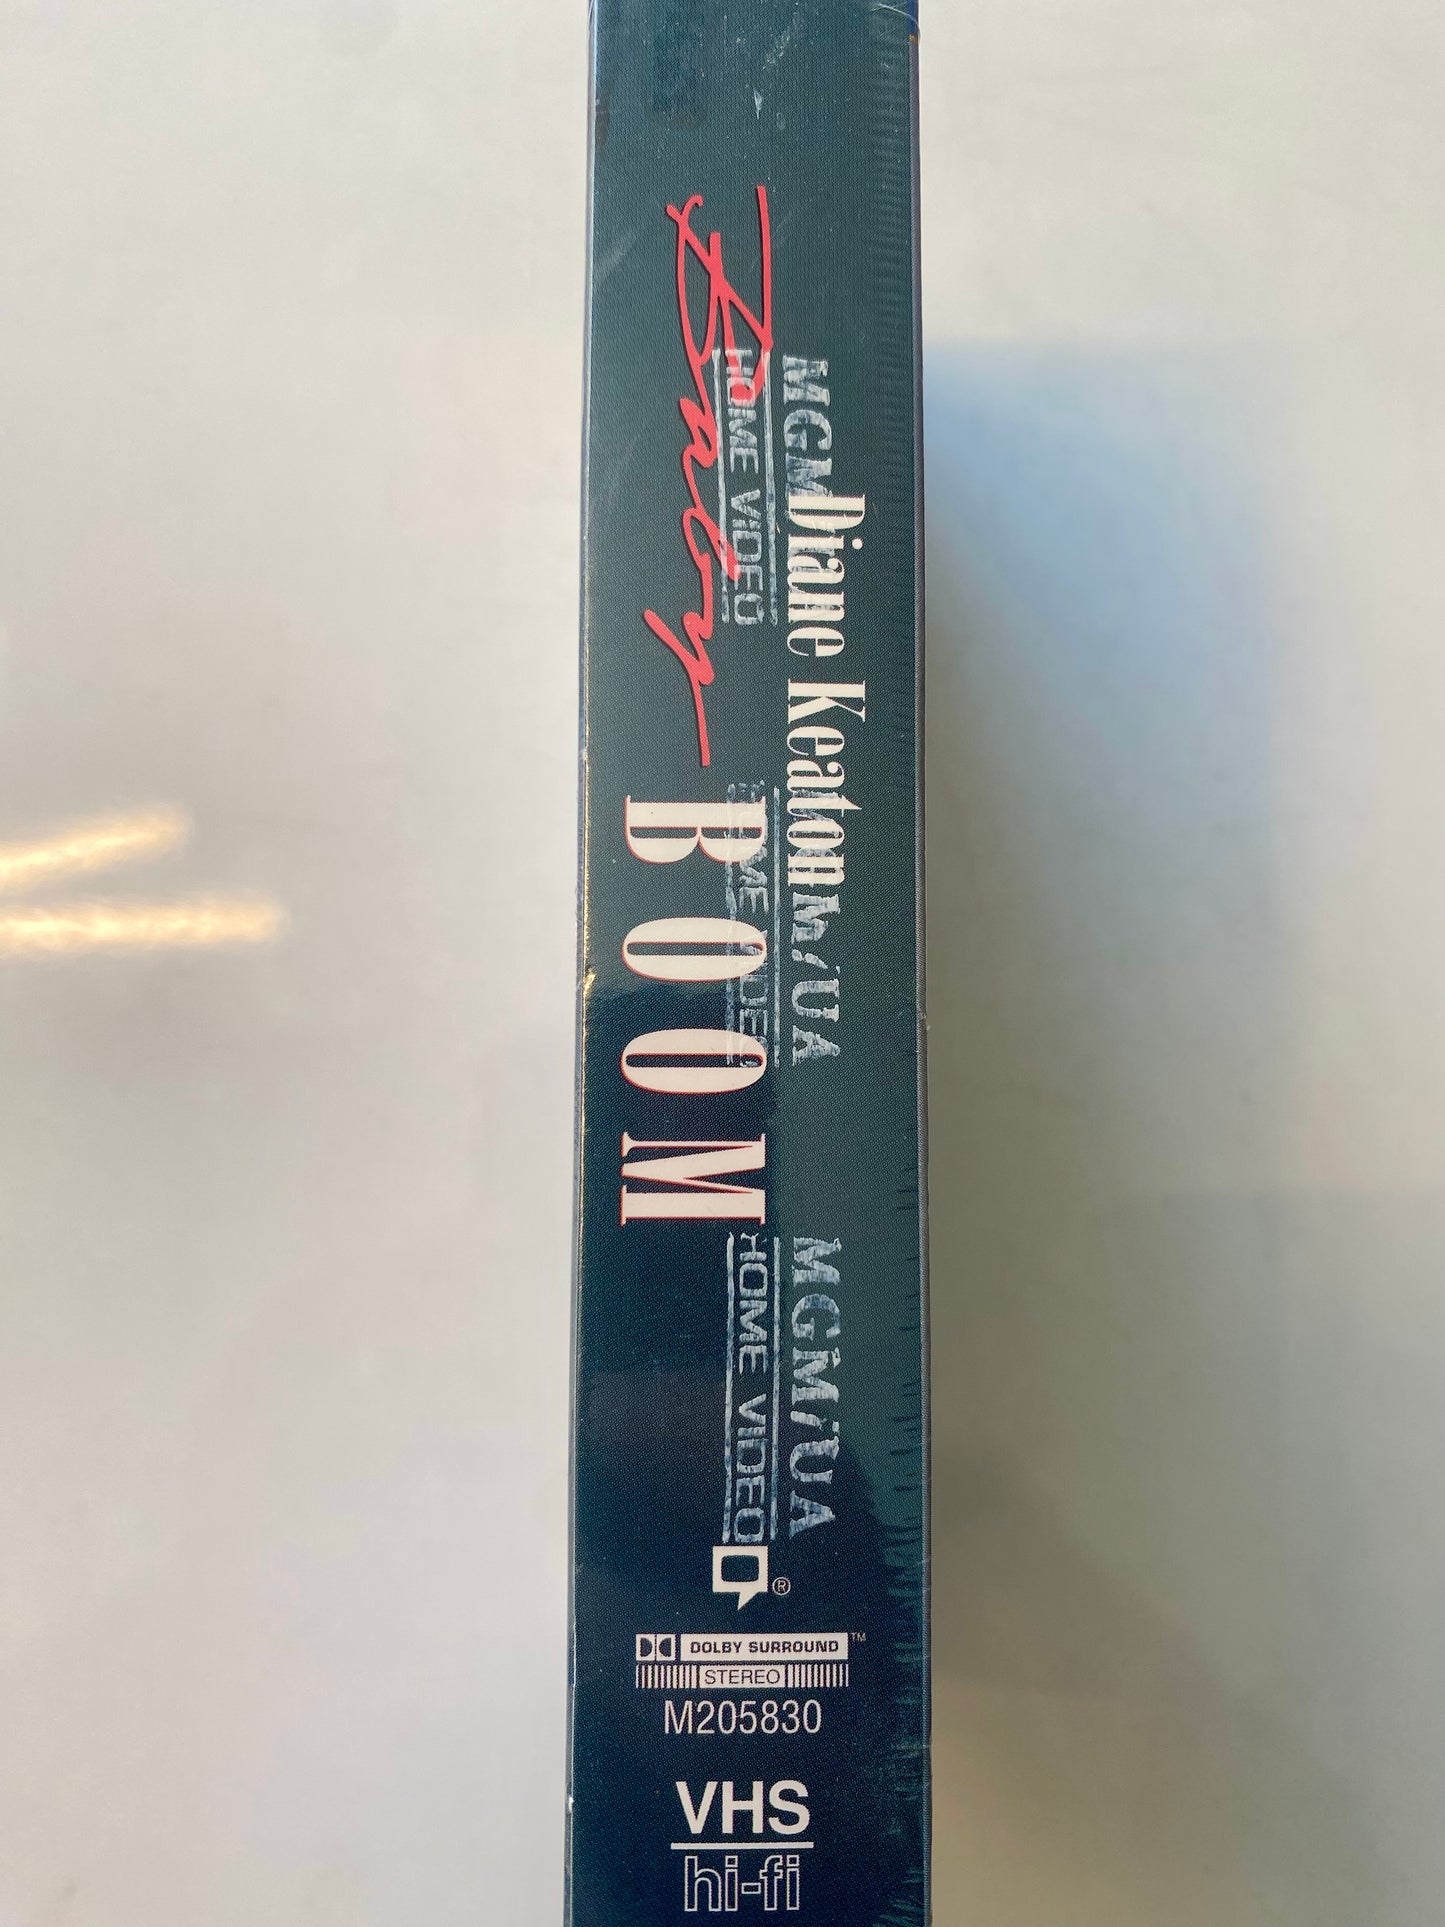 Diane Keaton
Baby BOOM
MGM/UA
HOME VIDEO
MGM/UA
HOME VIDEO
MGM/UA
HOME VIDEO
®
DOLBY SURROUND™
STEREO
M205830
VHS
hi-fi